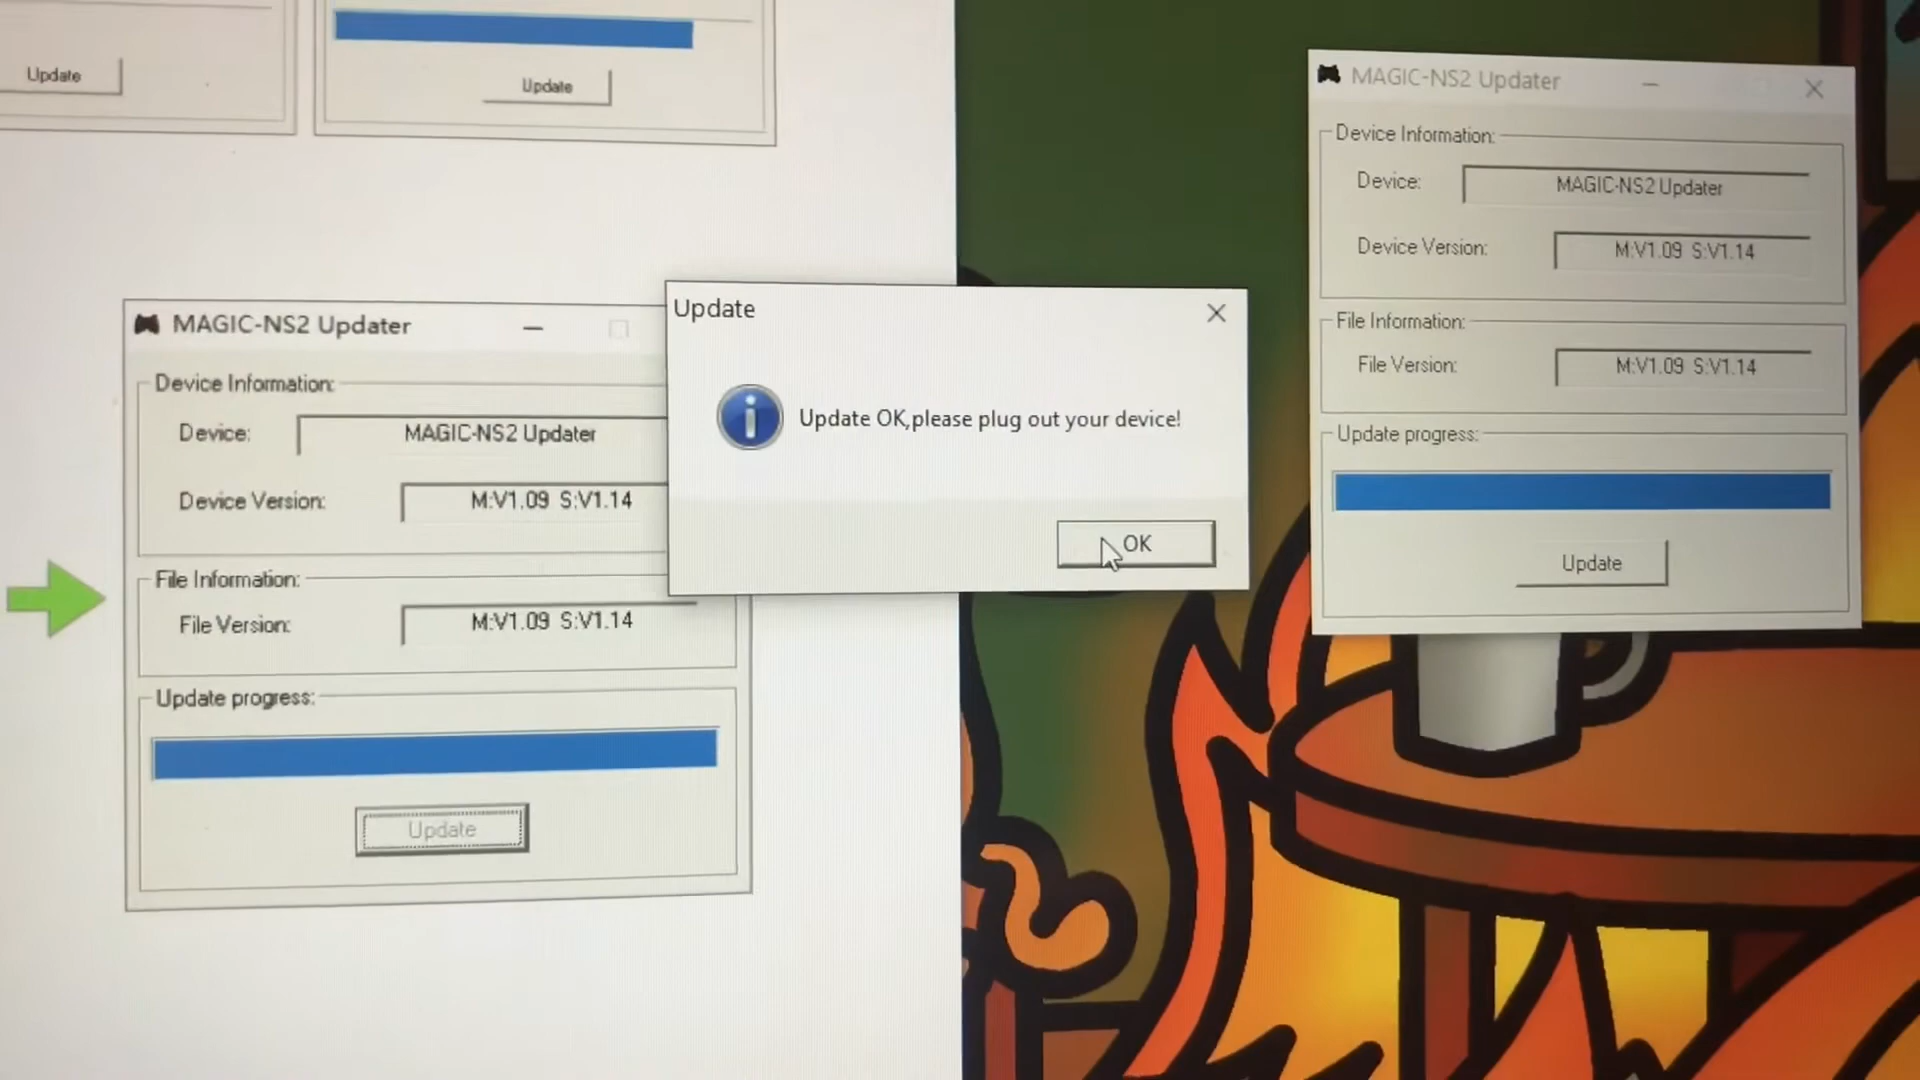 Update
Update
MAGIC-NS2 Updater
Device Information:
Device:
MAGIC-NS2 Updater
Device Version:
M:V1.09 S:V1.14
File Information:
File Version:
M:V1.09 S:V1.14
Update progress:
Update
Update
Update OK,please plug out your device!
OK
MAGIC-NS2 Updater
Device Information:
Device:
MAGIC-NS2 Updater
Device Version:
M:V1.09 S:V1.14
File Information:
File Version:
M:V1.09 S:V1.14
Update progress:
Update